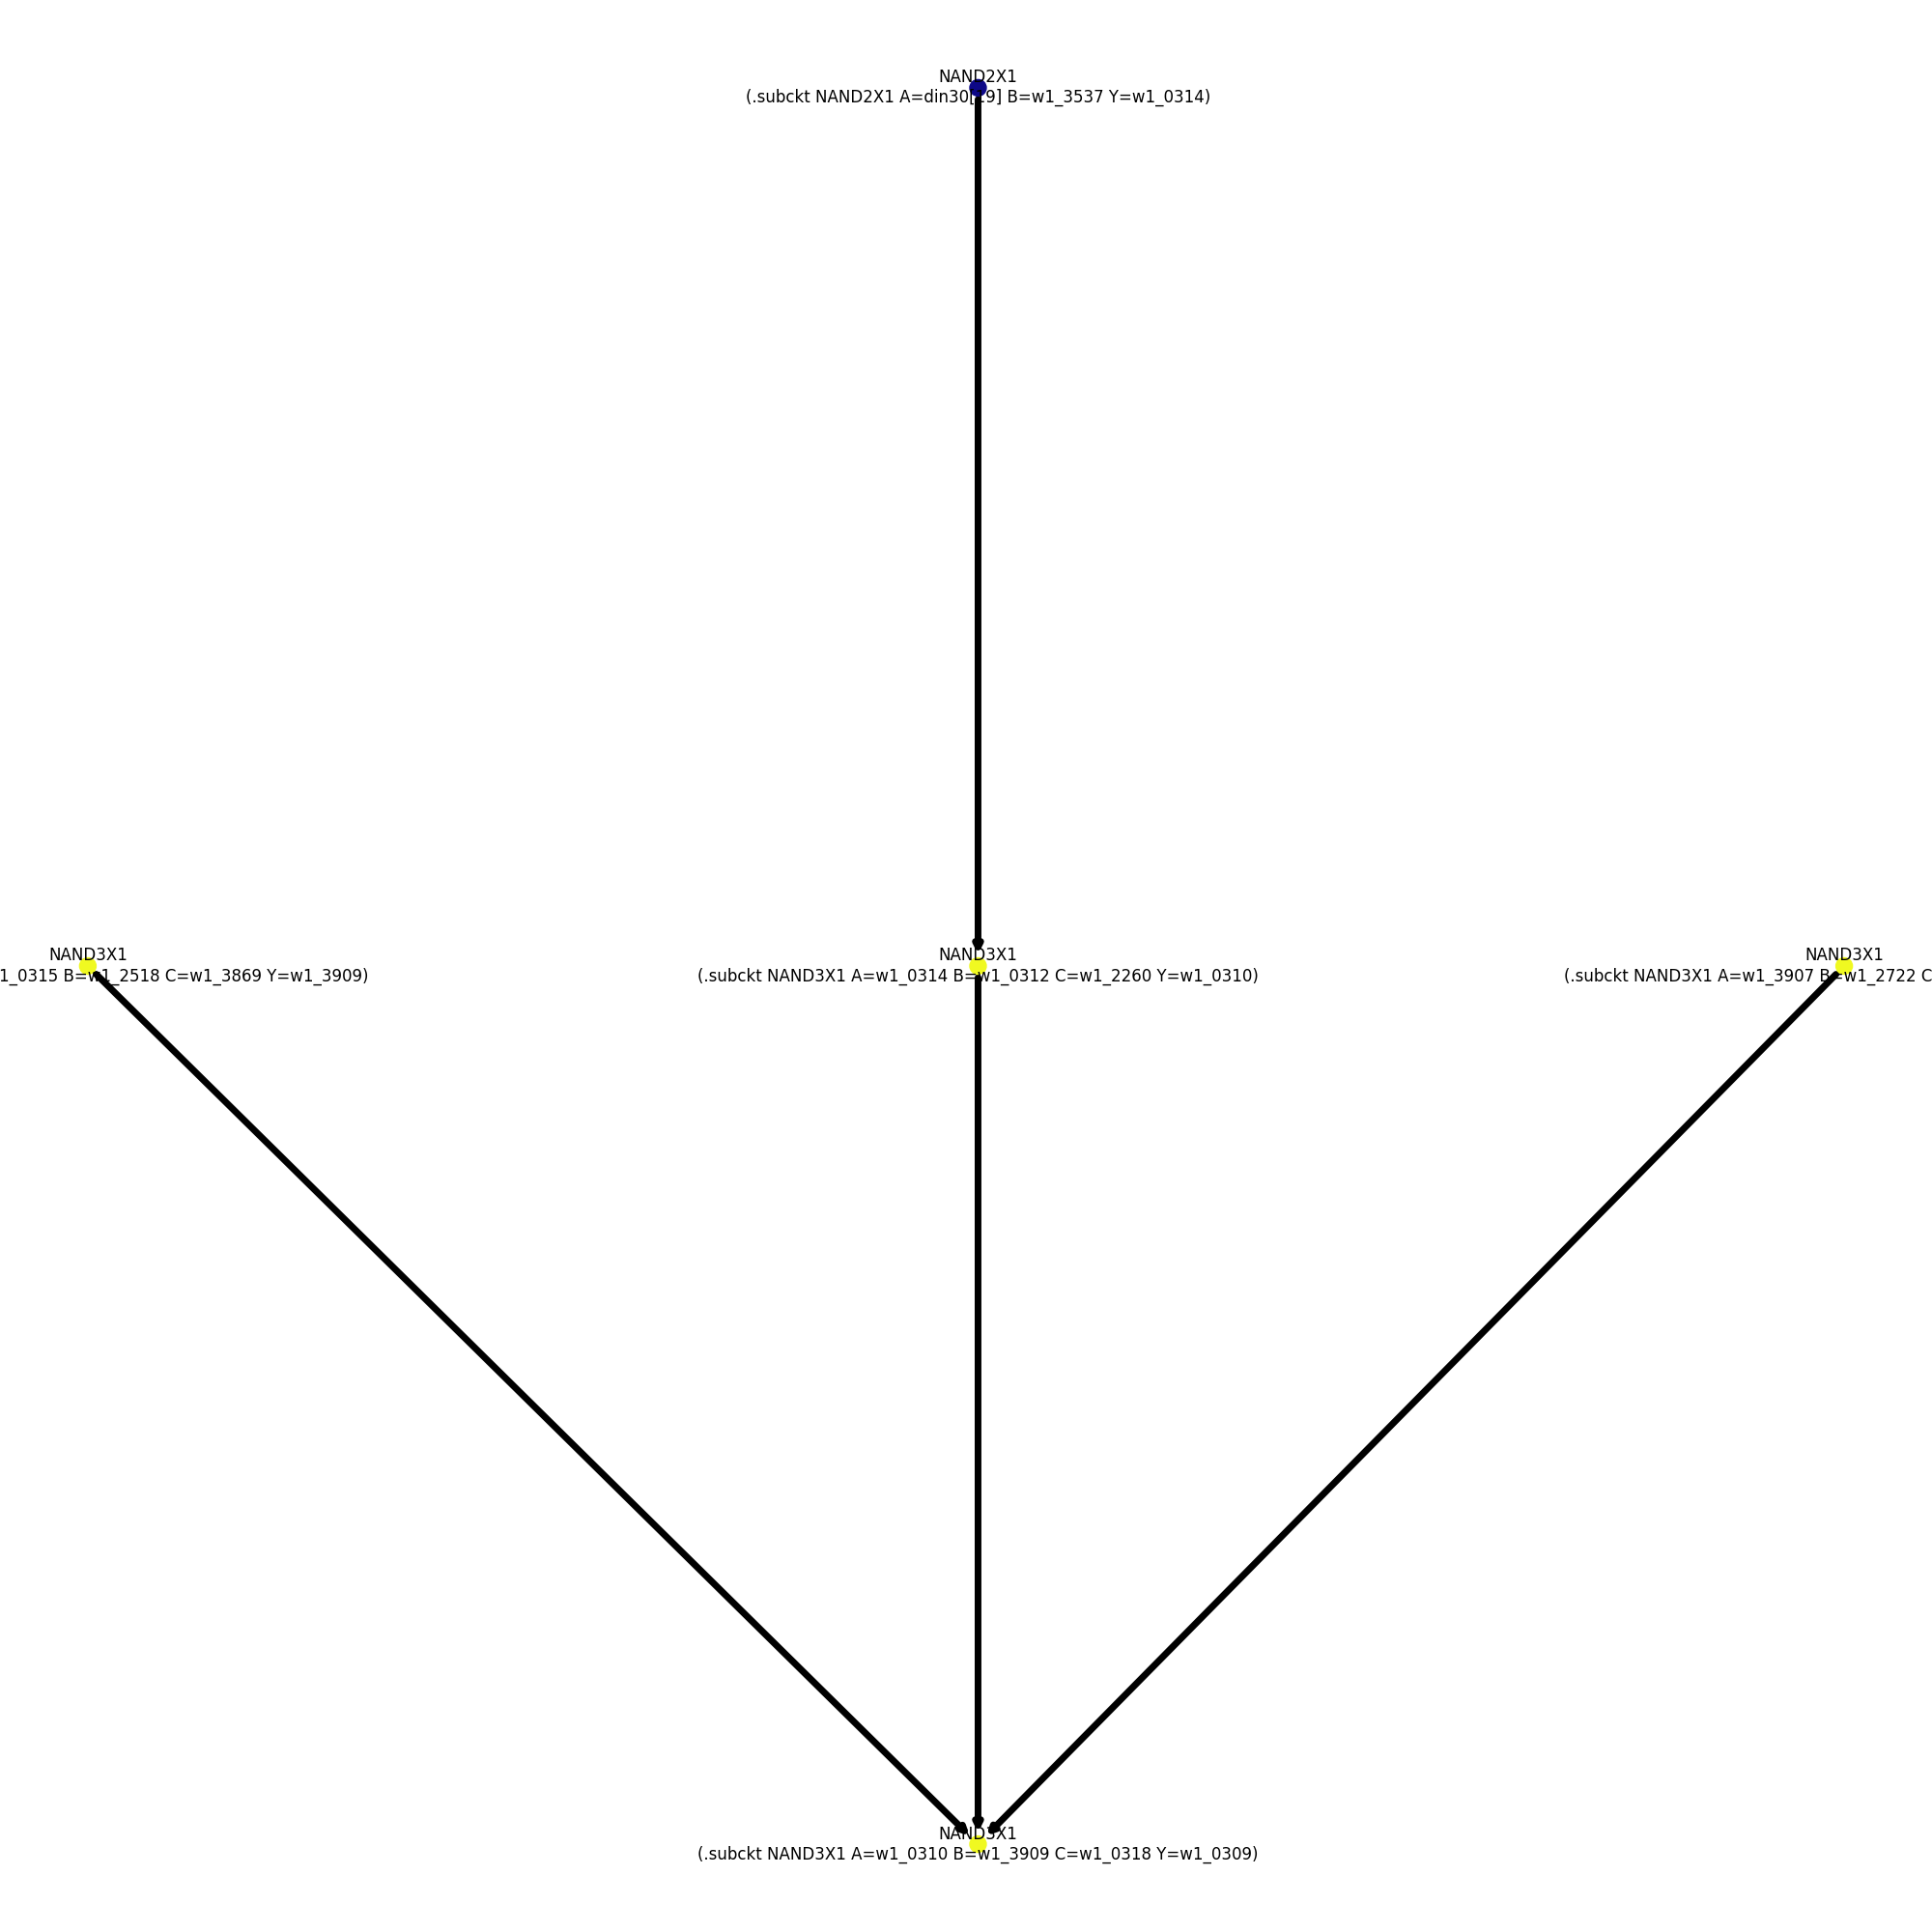 NAND2X1
(.subckt NAND2X1 A=din30[19] B=w1_3537 Y=w1_0314)
NAND3X1
1_0315 B=w1_2518 C=w1_3869 Y=w1_3909)
NAND3X1
(.subckt NAND3X1 A=w1_0314 B=w1_0312 C=w1_2260 Y=w1_0310)
NAND3X1
(.subckt NAND3X1 A=w1_3907 B=w1_2722 C
NAND3X1
(.subckt NAND3X1 A=w1_0310 B=w1_3909 C=w1_0318 Y=w1_0309)